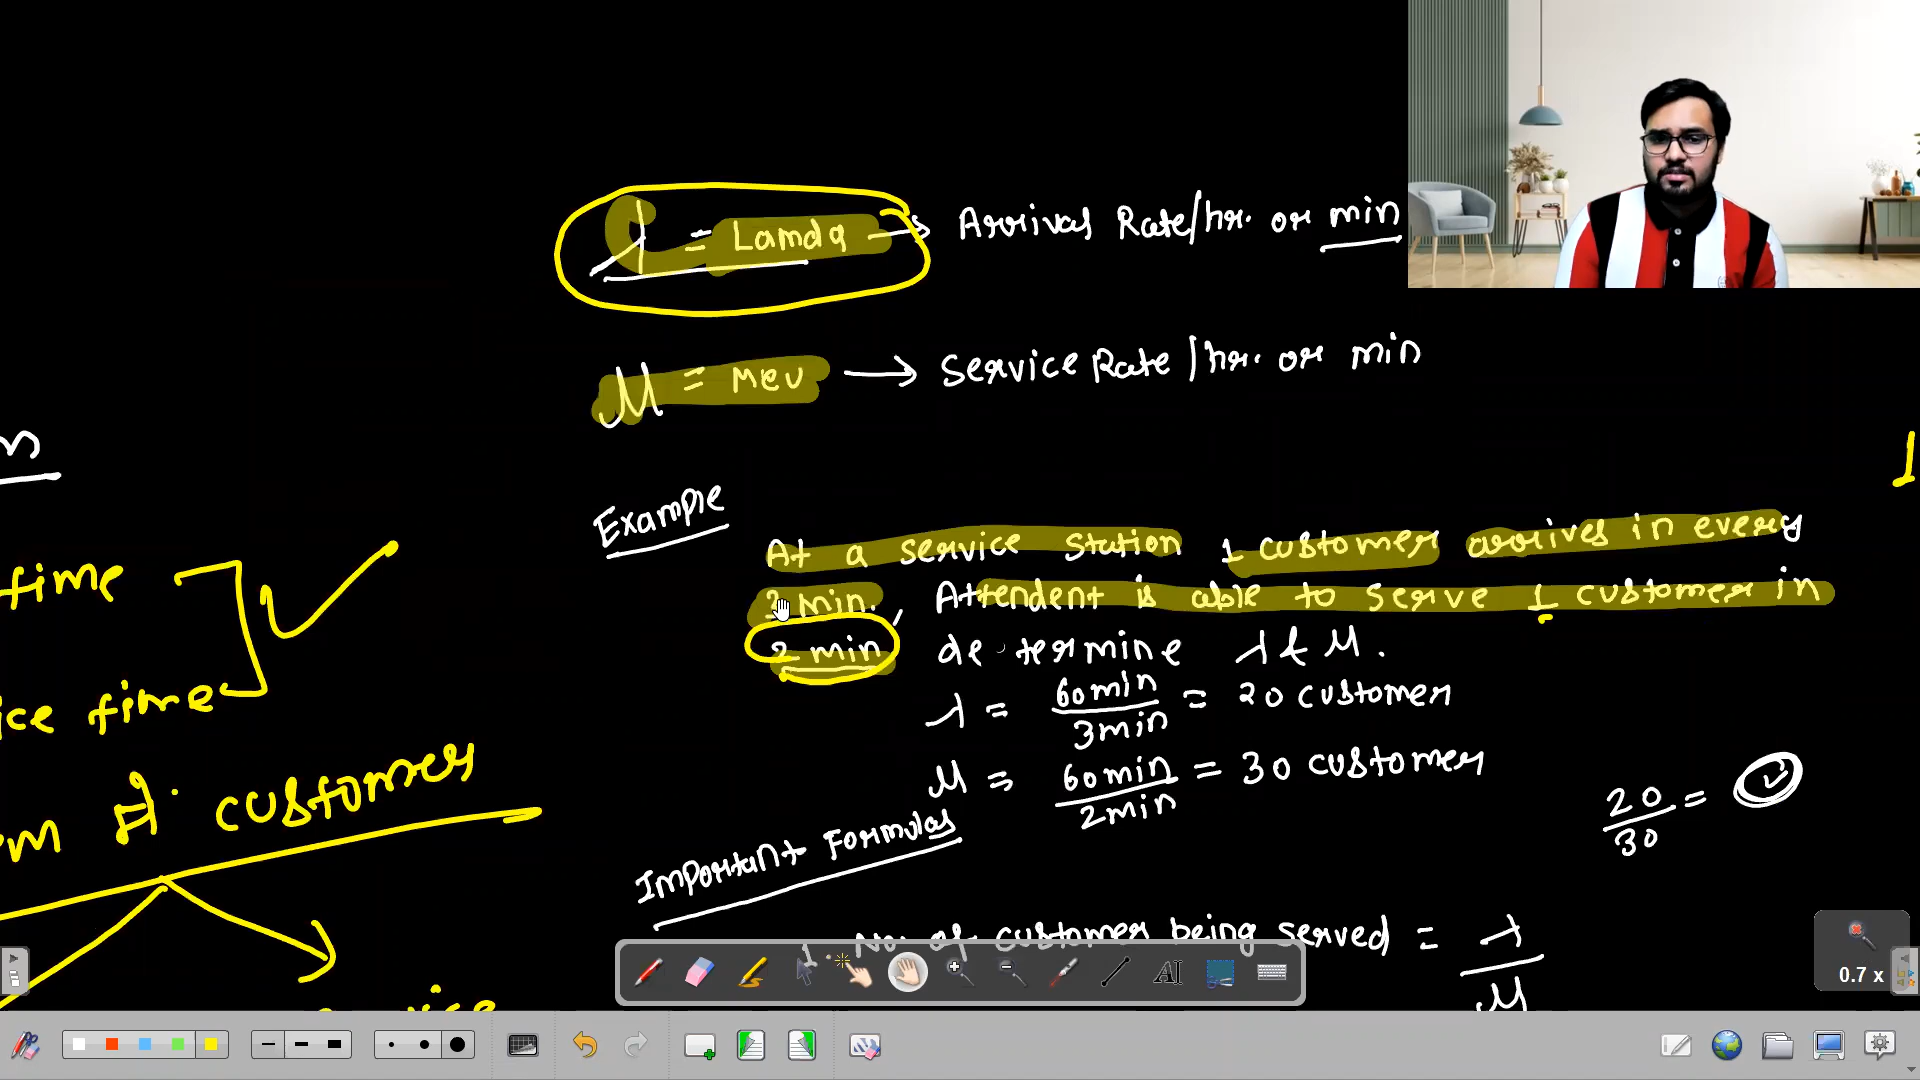 λ = Lamda → Arrival Rate/hr. or min
M = Meu → Service Rate/hr. or min
Example
At a service station 1 customer arrives in every
3 min. , Attendent is able to serve 1 customer in
2 min determine λ & M.
λ = 60min/3min = 20 customer
M = 60min/2min = 30 customer
20/30 =
Important Formulas
1. No. of customer being served = λ/M
time
ice time
में customer
vice
1
0.7 x